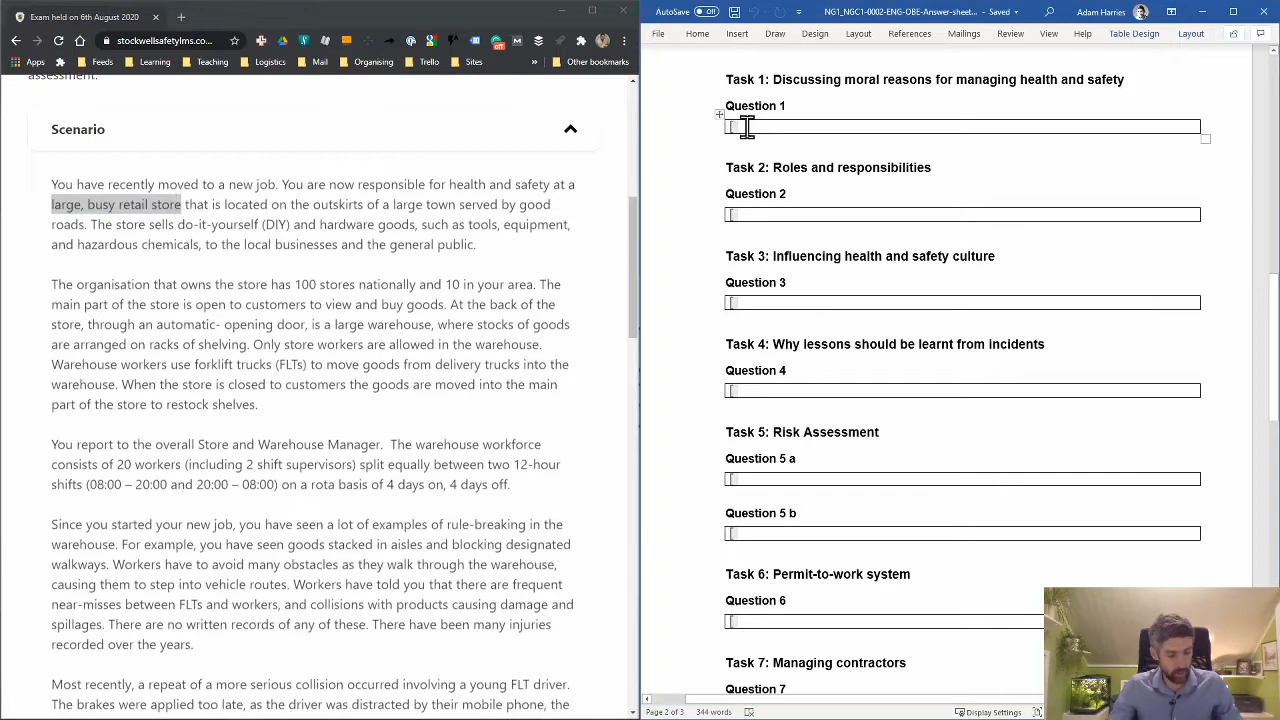 Exam held on 6th August 2020
stockwellsafetylms.co...
off
Apps
Feeds
Learning
Teaching
Logistics
Mail
Organising
Trello
Sites
»
Other bookmarks
assessment.
Scenario
You have recently moved to a new job. You are now responsible for health and safety at a
large, busy retail store that is located on the outskirts of a large town served by good
roads. The store sells do-it-yourself (DIY) and hardware goods, such as tools, equipment,
and hazardous chemicals, to the local businesses and the general public.
The organisation that owns the store has 100 stores nationally and 10 in your area. The
main part of the store is open to customers to view and buy goods. At the back of the
store, through an automatic- opening door, is a large warehouse, where stocks of goods
are arranged on racks of shelving. Only store workers are allowed in the warehouse.
Warehouse workers use forklift trucks (FLTs) to move goods from delivery trucks into the
warehouse. When the store is closed to customers the goods are moved into the main
part of the store to restock shelves.
You report to the overall Store and Warehouse Manager. The warehouse workforce
consists of 20 workers (including 2 shift supervisors) split equally between two 12-hour
shifts (08:00 – 20:00 and 20:00 – 08:00) on a rota basis of 4 days on, 4 days off.
Since you started your new job, you have seen a lot of examples of rule-breaking in the
warehouse. For example, you have seen goods stacked in aisles and blocking designated
walkways. Workers have to avoid many obstacles as they walk through the warehouse,
causing them to step into vehicle routes. Workers have told you that there are frequent
near-misses between FLTs and workers, and collisions with products causing damage and
spillages. There are no written records of any of these. There have been many injuries
recorded over the years.
Most recently, a repeat of a more serious collision occurred involving a young FLT driver.
The brakes were applied too late, as the driver was distracted by their mobile phone, the
AutoSave Off
NG1_NGC1-0002-ENG-OBE-Answer-sheet... - Saved
Adam Harris
File
Home
Insert
Draw
Design
Layout
References
Mailings
Review
View
Help
Table Design
Layout
Task 1: Discussing moral reasons for managing health and safety
Question 1
Task 2: Roles and responsibilities
Question 2
Task 3: Influencing health and safety culture
Question 3
Task 4: Why lessons should be learnt from incidents
Question 4
Task 5: Risk Assessment
Question 5 a
Question 5 b
Task 6: Permit-to-work system
Question 6
Task 7: Managing contractors
Question 7
Page 2 of 3
344 words
Display Settings